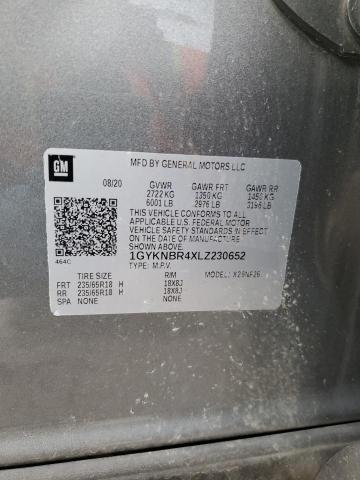 GM
MFD BY GENERAL MOTORS LLC
08/20 GVWR GAWR FRT GAWR RR
2722 KG 1350 KG 1450 KG
6001 LB 2976 LB 3196 LB
THIS VEHICLE CONFORMS TO ALL
APPLICABLE U.S. FEDERAL MOTOR
VEHICLE SAFETY STANDARDS IN EFFECT
ON THE DATE OF MANUFACTURE
SHOWN ABOVE.
1GYKNBR4XLZ230652
464C TYPE: M.P.V. MODEL: X29NF26
TIRE SIZE RIM
FRT 235/65R18 H 18X8J
RR 235/65R18 H 18X8J
SPA NONE NONE